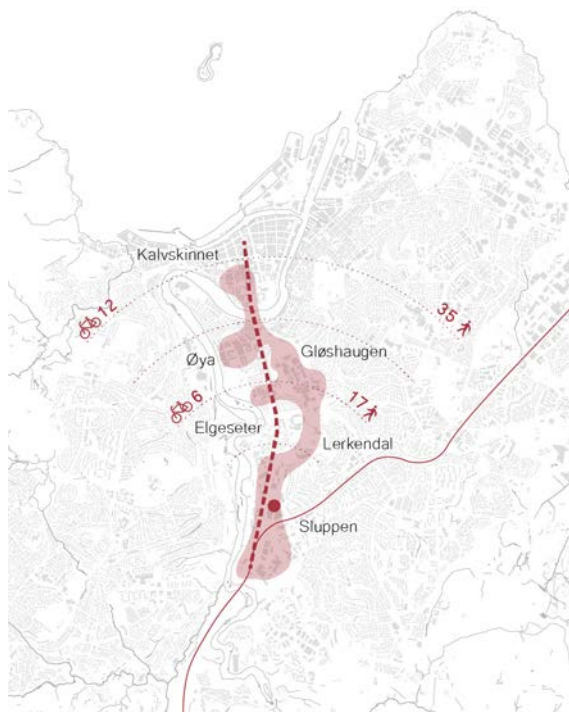 Kalvskinnet
12
35
Øya
Gløshaugen
6
17
Elgeseter
Lerkendal
Sluppen